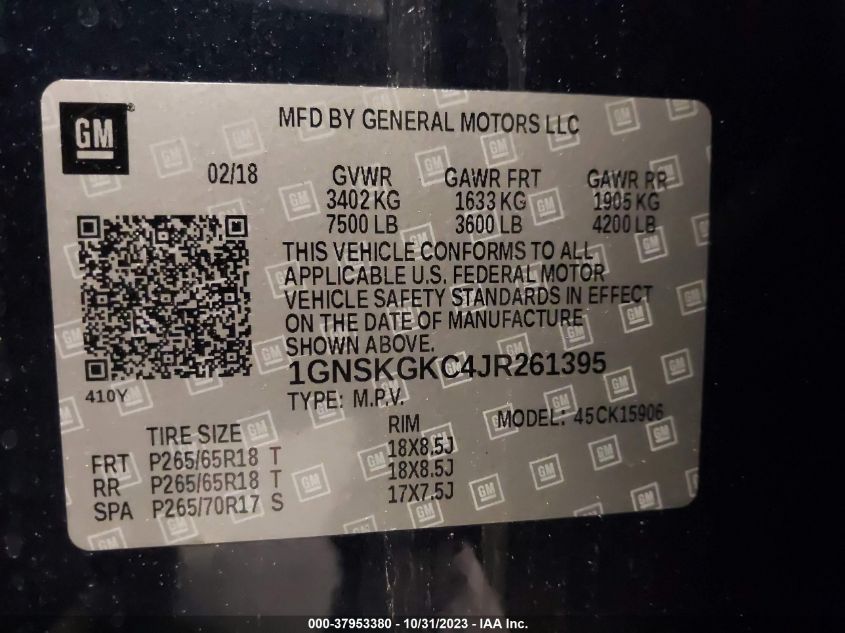 GM
MFD BY GENERAL MOTORS LLC
02/18 GVWR GAWR FRT GAWR RR
3402 KG 1633 KG 1905 KG
7500 LB 3600 LB 4200 LB
THIS VEHICLE CONFORMS TO ALL
APPLICABLE U.S. FEDERAL MOTOR
VEHICLE SAFETY STANDARDS IN EFFECT
ON THE DATE OF MANUFACTURE
SHOWN ABOVE.
1GNSKGKC4JR261395
410Y
TYPE: M.P.V. MODEL: 45CK15906
TIRE SIZE RIM
FRT P265/65R18 T 18X8.5J
RR P265/65R18 T 18X8.5J
SPA P265/70R17 S 17X7.5J
000-37953380 - 10/31/2023 - IAA Inc.